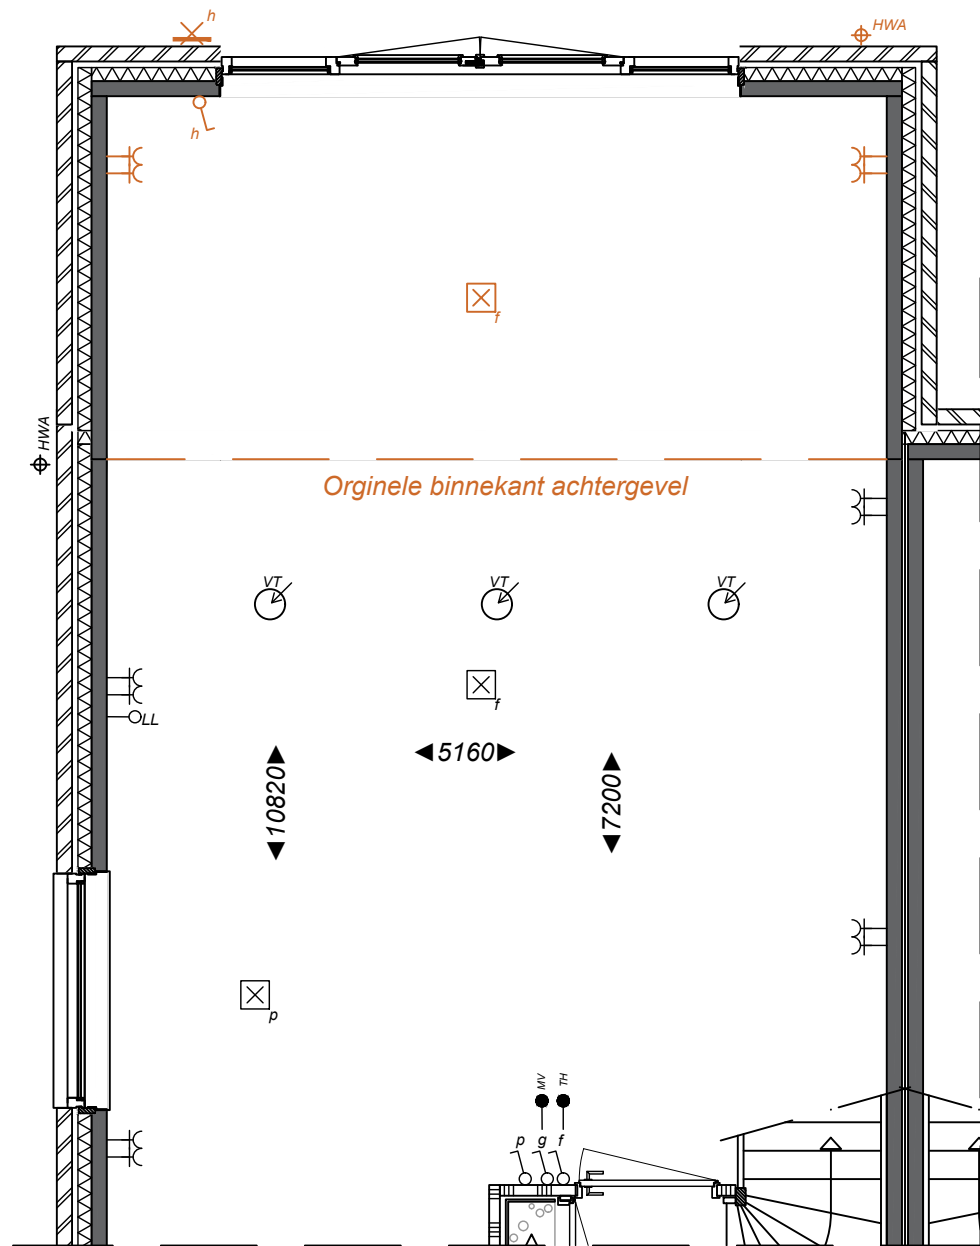 h
HWA
h
f
HWA
Orginele binnekant achtergevel
VT
VT
VT
f
LL
5160
10820
7200
p
MV
TH
p
g
f